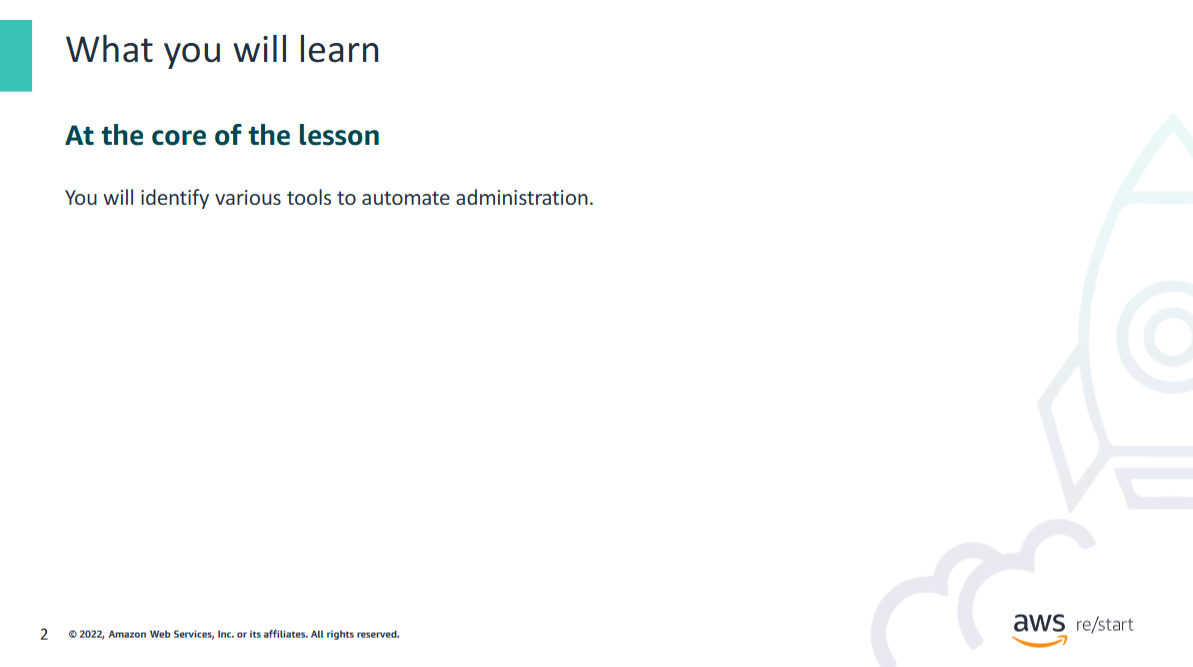 What you will learn
At the core of the lesson
You will identify various tools to automate administration.
2 © 2022, Amazon Web Services, Inc. or its affiliates. All rights reserved.
aws re/start